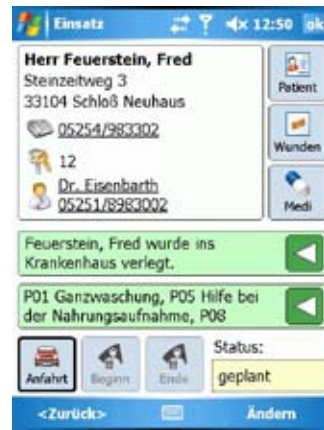 Einsatz 12:50 ok
Herr Feuerstein, Fred
Steinzeitweg 3
33104 Schloß Neuhaus
05254/983302
12
Dr. Eisenbarth
05251/8983002
Patient
Wunden
Medi
Feuerstein, Fred wurde ins
Krankenhaus verlegt.
P01 Ganzwaschung, P05 Hilfe bei
der Nahrungsaufnahme, P08
Anfahrt Beginn Ende
Status:
geplant
<Zurück> Ändern